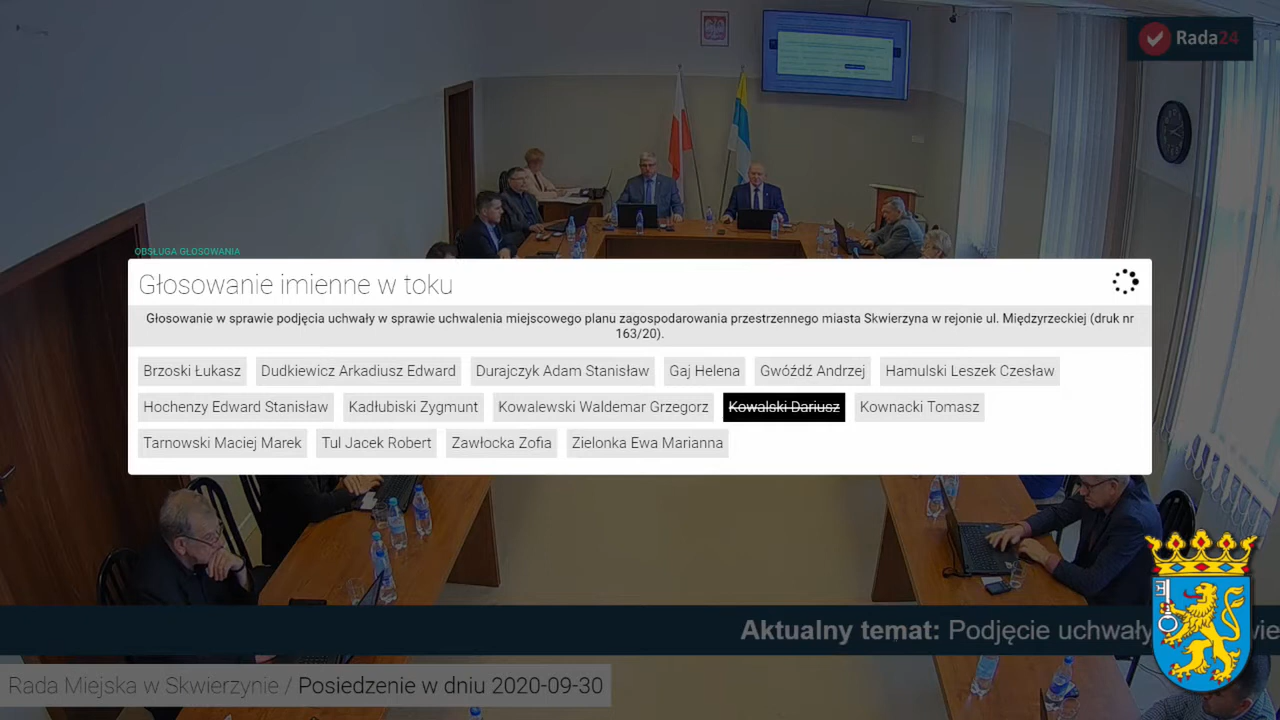 Rada24
OBSŁUGA GŁOSOWANIA
Głosowanie imienne w toku
Głosowanie w sprawie podjęcia uchwały w sprawie uchwalenia miejscowego planu zagospodarowania przestrzennego miasta Skwierzyna w rejonie ul. Międzyrzeckiej (druk nr
163/20).
Brzoski Łukasz Dudkiewicz Arkadiusz Edward Durajczyk Adam Stanisław Gaj Helena Gwóźdź Andrzej Hamulski Leszek Czesław
Hochenzy Edward Stanisław Kadłubiski Zygmunt Kowalewski Waldemar Grzegorz Kowalski Dariusz Kownacki Tomasz
Tarnowski Maciej Marek Tul Jacek Robert Zawłocka Zofia Zielonka Ewa Marianna
Aktualny temat: Podjęcie uchwały
Rada Miejska w Skwierzynie / Posiedzenie w dniu 2020-09-30